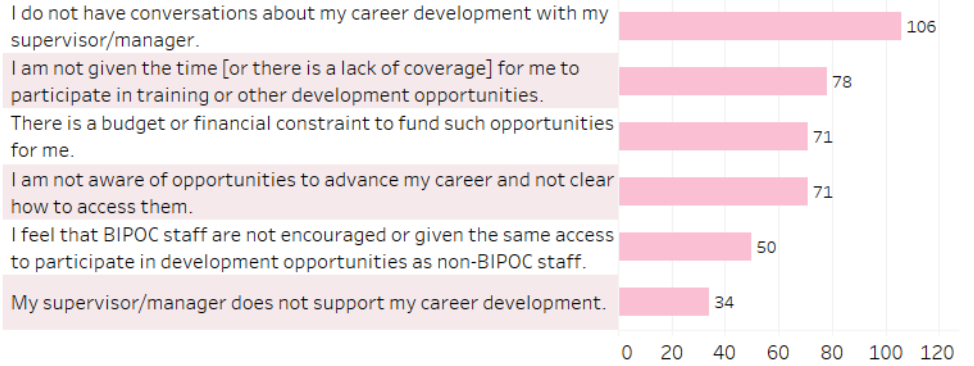 I do not have conversations about my career development with my
supervisor/manager.
106
I am not given the time [or there is a lack of coverage] for me to
participate in training or other development opportunities.
78
There is a budget or financial constraint to fund such opportunities
for me.
71
I am not aware of opportunities to advance my career and not clear
how to access them.
71
I feel that BIPOC staff are not encouraged or given the same access
to participate in development opportunities as non-BIPOC staff.
50
My supervisor/manager does not support my career development.
34
0 20 40 60 80 100 120